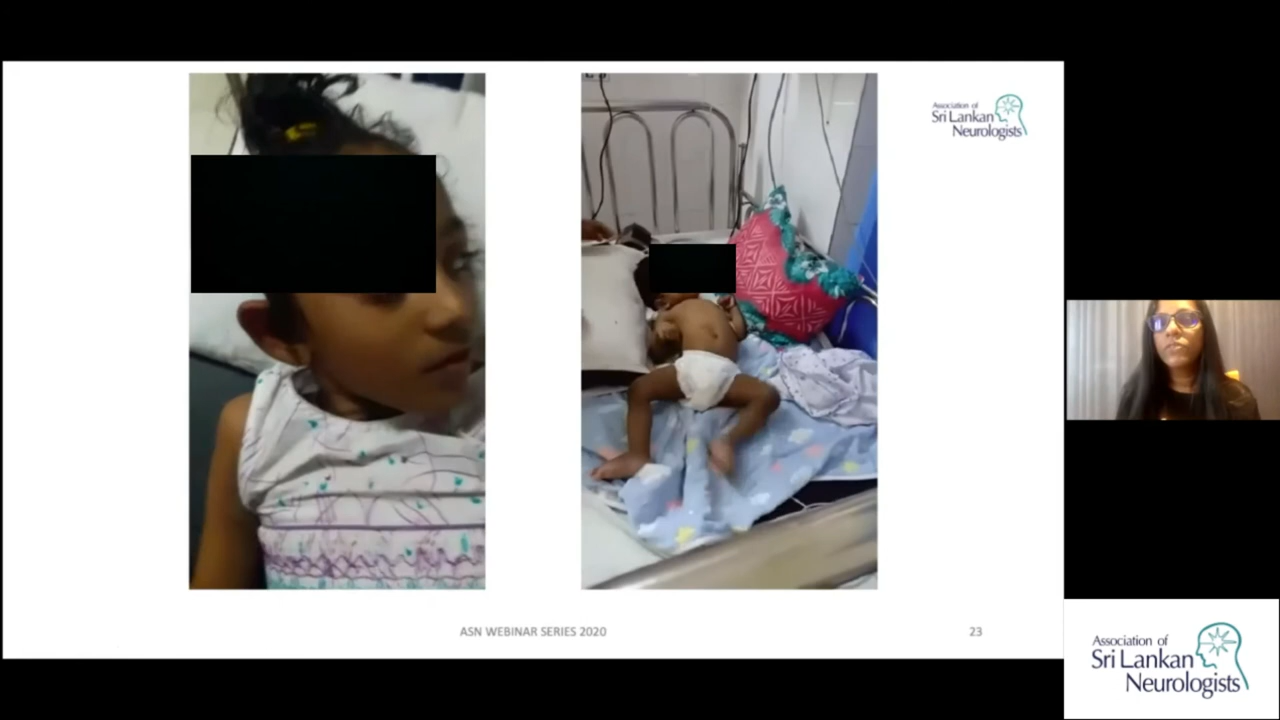 Association of
Sri Lankan
Neurologists
ASN WEBINAR SERIES 2020
23
Association of
Sri Lankan
Neurologists